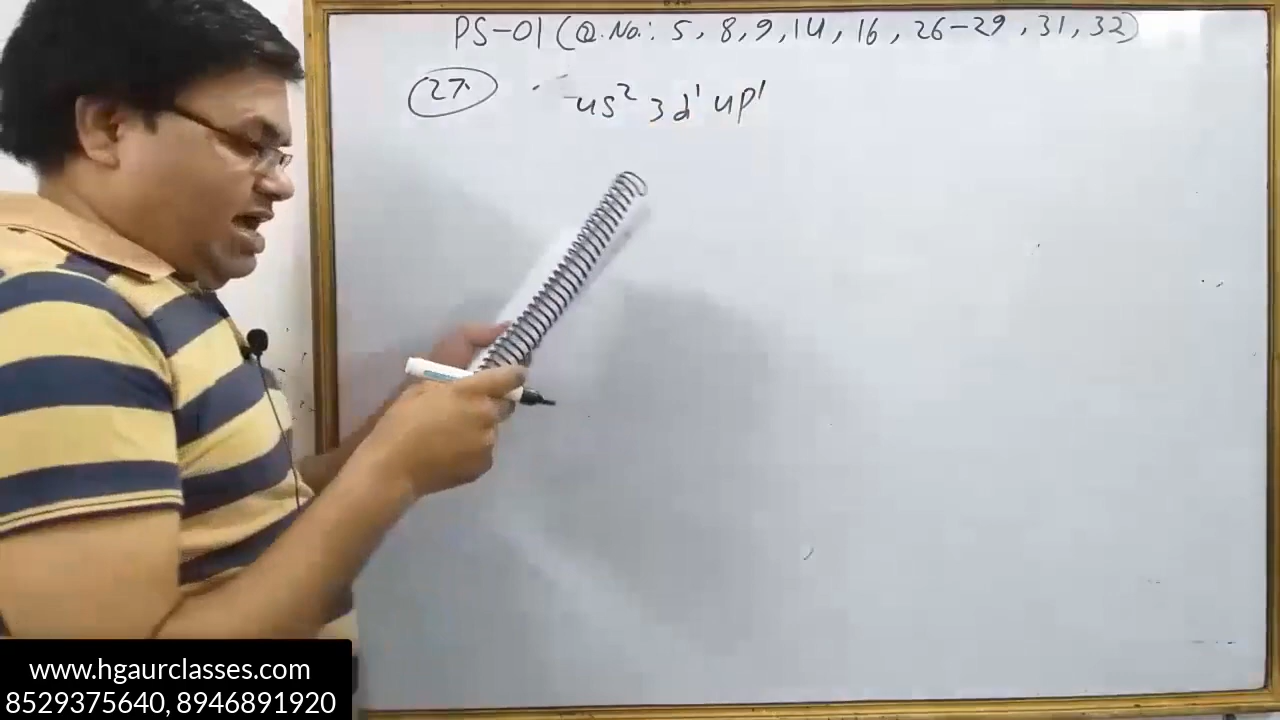 PS-01 (Q.No.: 5, 8, 9, 14, 16, 26-29, 31, 32)
27. 4s² 3d¹ 4p¹
www.hgaurclasses.com
8529375640, 8946891920